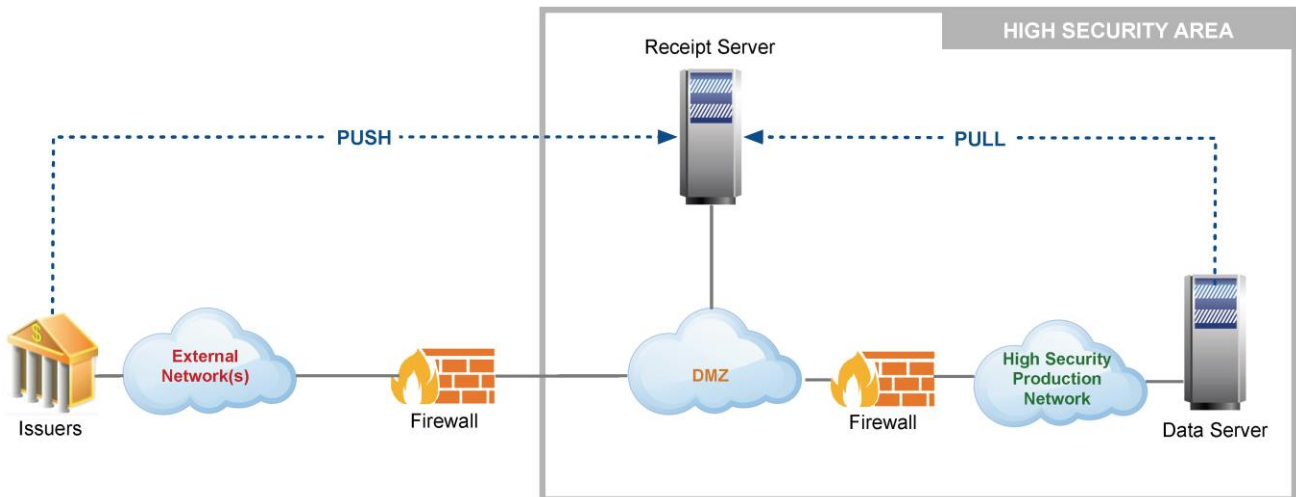 HIGH SECURITY AREA
Receipt Server
PUSH
PULL
$
External
Network(s)
DMZ
High Security
Production
Network
Issuers
Firewall
Firewall
Data Server